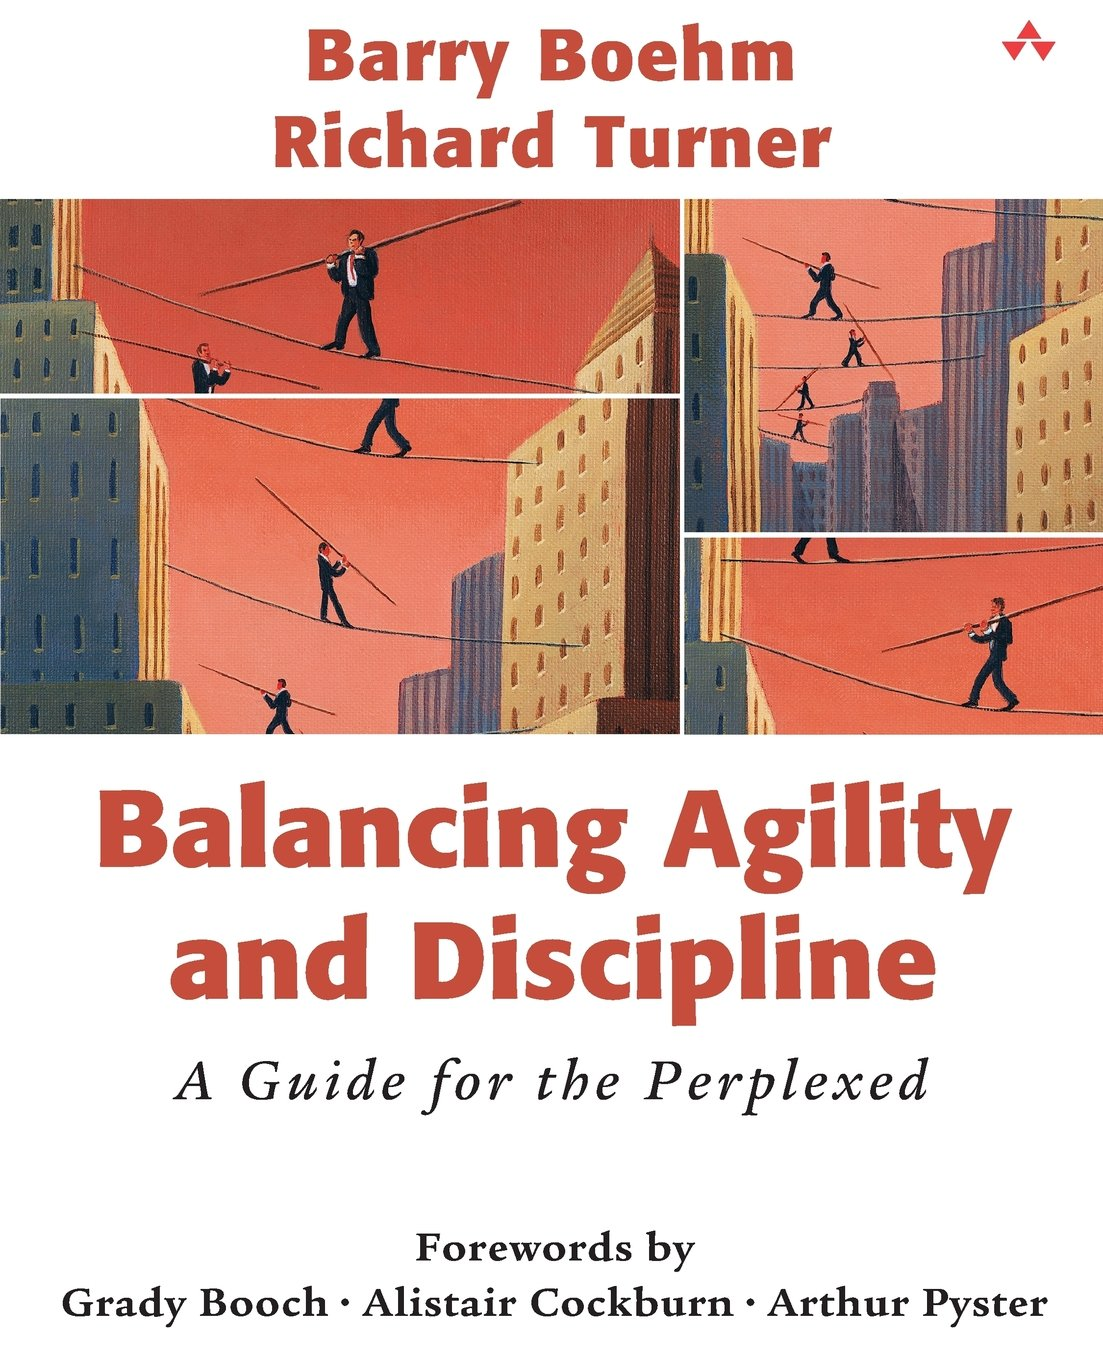 Barry Boehm
Richard Turner
Balancing Agility
and Discipline
A Guide for the Perplexed
Forewords by
Grady Booch · Alistair Cockburn · Arthur Pyster